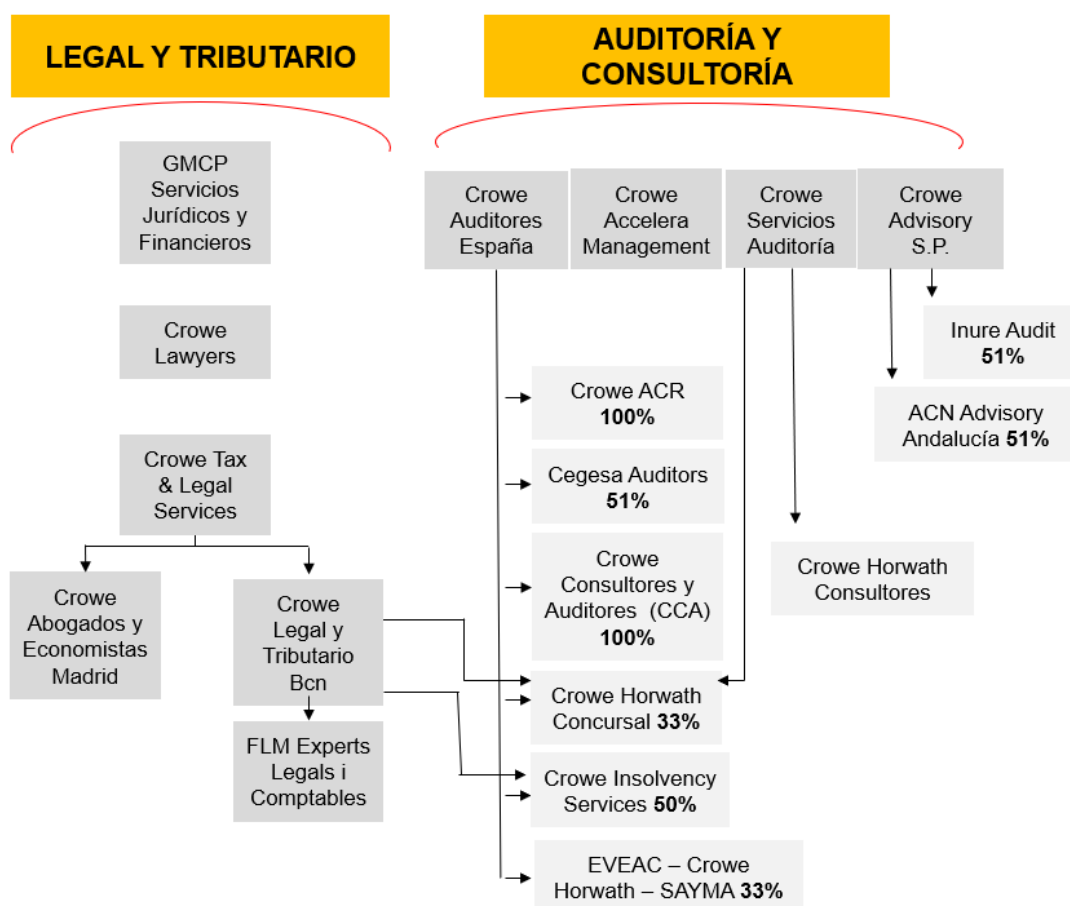 LEGAL Y TRIBUTARIO
AUDITORÍA Y
CONSULTORÍA
GMCP
Servicios
Jurídicos y
Financieros
Crowe
Lawyers
Crowe Tax
& Legal
Services
Crowe
Abogados y
Economistas
Madrid
Crowe
Legal y
Tributario
Bcn
FLM Experts
Legals i
Comptables
Crowe
Auditores
España
Crowe
Accelera
Management
Crowe
Servicios
Auditoría
Crowe
Advisory
S.P.
Inure Audit
51%
ACN Advisory
Andalucía 51%
Crowe ACR
100%
Cegesa Auditors
51%
Crowe
Consultores y
Auditores (CCA)
100%
Crowe Horwath
Consultores
Crowe Horwath
Concursal 33%
Crowe Insolvency
Services 50%
EVEAC – Crowe
Horwath – SAYMA 33%